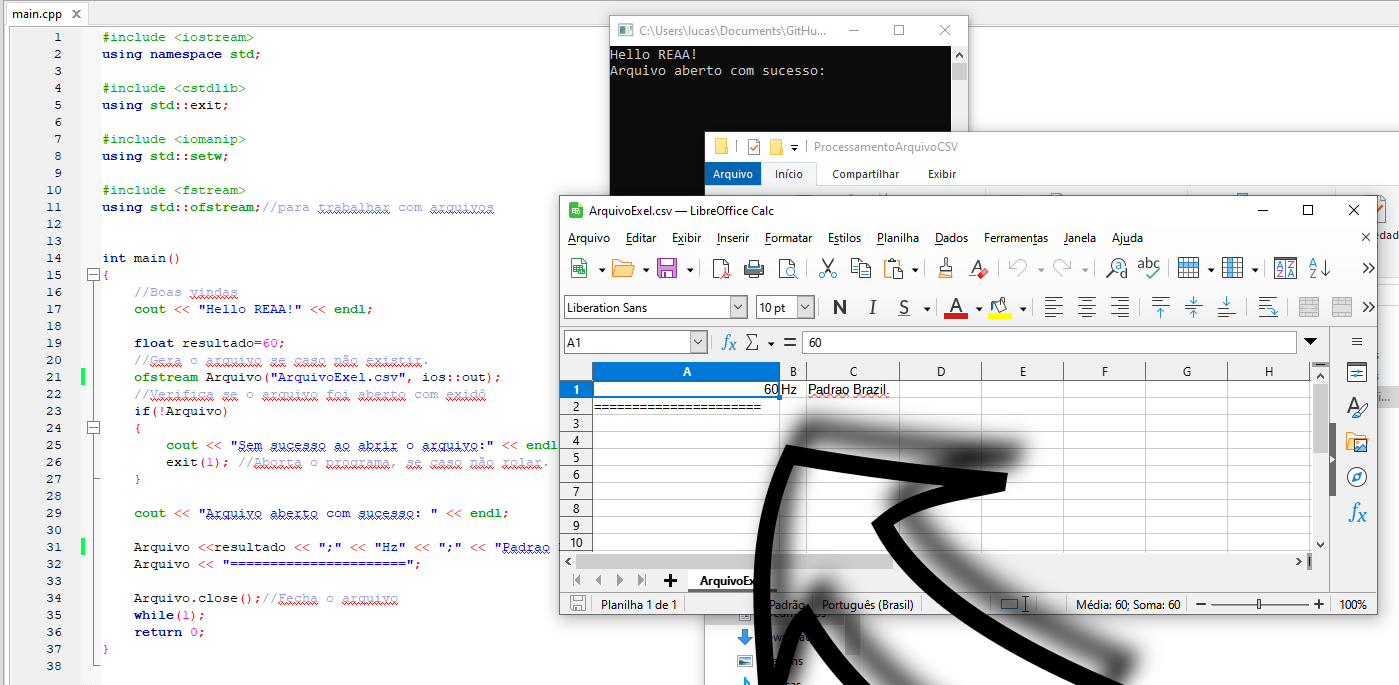 main.cpp
1 #include <iostream>
2 using namespace std;
3
4 #include <cstdlib>
5 using std::exit;
6
7 #include <iomanip>
8 using std::setw;
9
10 #include <fstream>
11 using std::ofstream;//para trabalhar com arquivos
12
13
14 int main()
15 {
16 //Boas vindas
17 cout << "Hello REAA!" << endl;
18
19 float resultado=60;
20 //Gera o arquivo se caso não existir.
21 ofstream Arquivo("ArquivoExel.csv", ios::out);
22 //Verifica se o arquivo foi aberto com exidô
23 if(!Arquivo)
24 {
25 cout << "Sem sucesso ao abrir o arquivo:" << endl
26 exit(1); //Aborta o programa, se caso não rolar.
27 }
28
29 cout << "Arquivo aberto com sucesso: " << endl;
30
31 Arquivo <<resultado << ";" << "Hz" << ";" << "Padrao
32 Arquivo << "======================";
33
34 Arquivo.close();//Fecha o arquivo
35 while(1);
36 return 0;
37 }
38
C:\Users\lucas\Documents\GitHu...
Hello REAA!
Arquivo aberto com sucesso:
ProcessamentoArquivoCSV
Arquivo Início Compartilhar Exibir
ArquivoExel.csv — LibreOffice Calc
Arquivo Editar Exibir Inserir Formatar Estilos Planilha Dados Ferramentas Janela Ajuda
Liberation Sans 10 pt N I S
A1 fx Σ = 60
A B C D E F G H
1 60 Hz Padrao Brazil.
2 ======================
3
4
5
6
7
8
9
10
Planilha 1 de 1 Padrão Português (Brasil) Média: 60; Soma: 60 100%